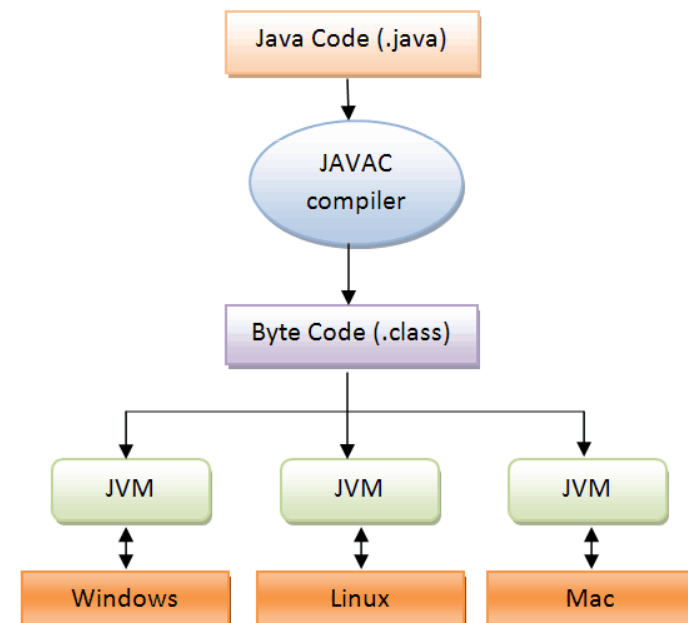 Java Code (.java)
JAVAC
compiler
Byte Code (.class)
JVM
JVM
JVM
Windows
Linux
Mac